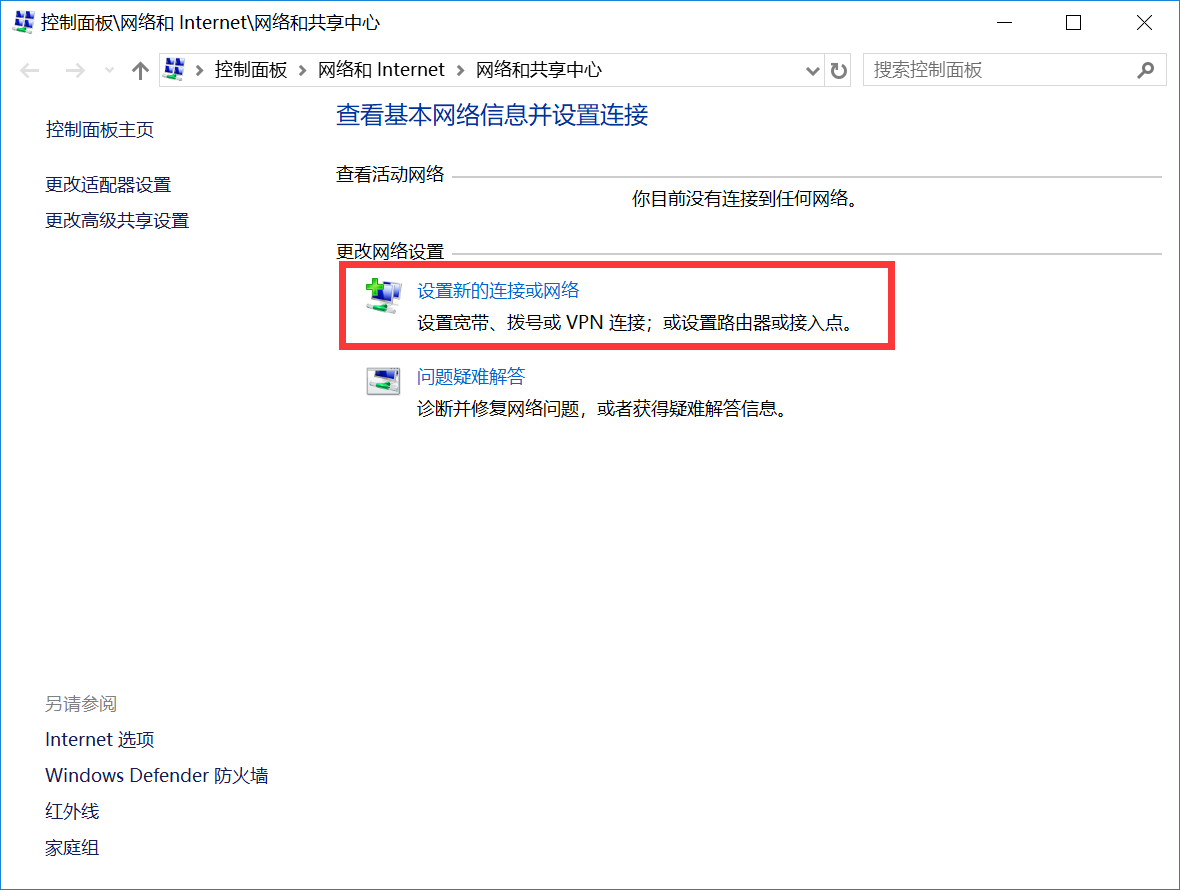 控制面板\网络和 Internet\网络和共享中心
控制面板 网络和 Internet 网络和共享中心
搜索控制面板
控制面板主页
更改适配器设置
更改高级共享设置
查看基本网络信息并设置连接
查看活动网络
你目前没有连接到任何网络。
更改网络设置
设置新的连接或网络
设置宽带、拨号或 VPN 连接；或设置路由器或接入点。
问题疑难解答
诊断并修复网络问题，或者获得疑难解答信息。
另请参阅
Internet 选项
Windows Defender 防火墙
红外线
家庭组